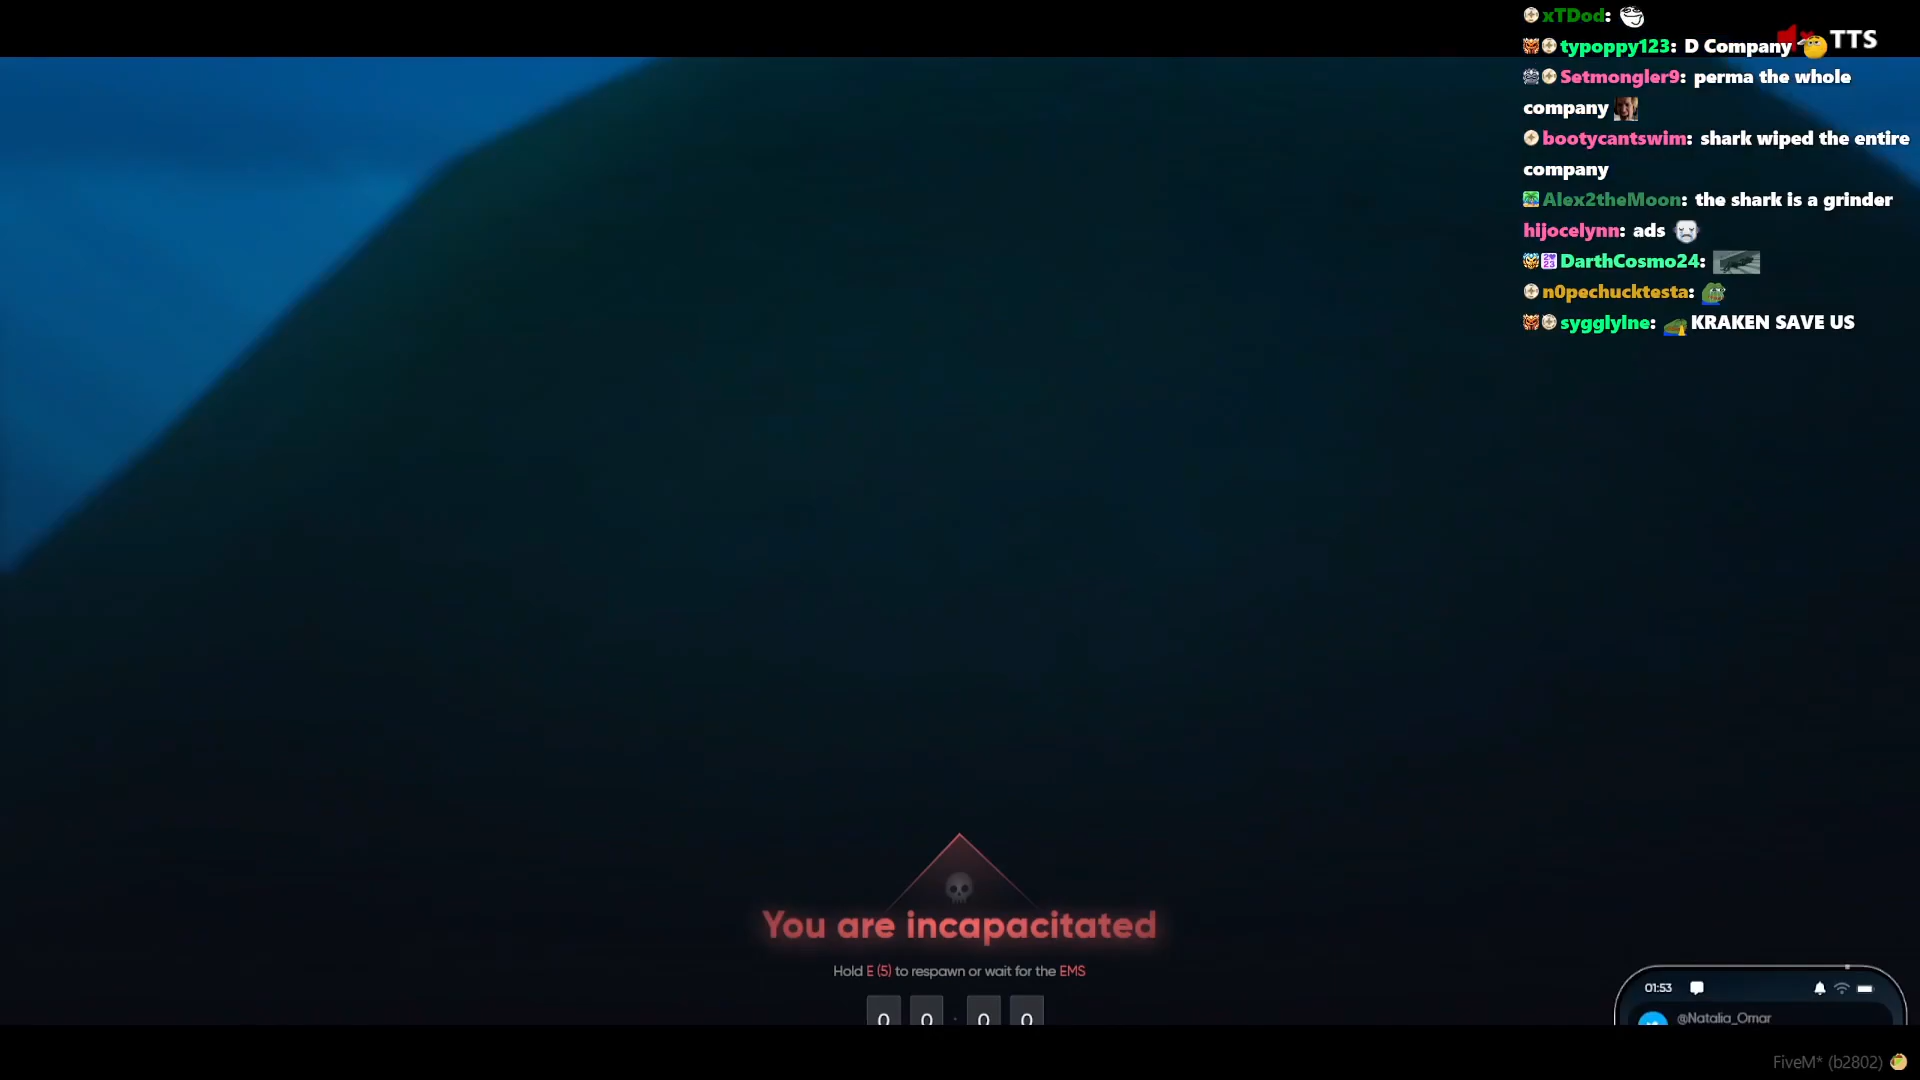 xTDod:
typoppy123: D Company
TTS
Setmongler9: perma the whole
company
bootycantswim: shark wiped the entire
company
Alex2theMoon: the shark is a grinder
hijocelynn: ads
DarthCosmo24:
n0pechucktesta:
sygglylne: KRAKEN SAVE US
You are incapacitated
Hold E (5) to respawn or wait for the EMS
0 0 : 0 0
01:53
@Natalia_Omar
FiveM* (b2802)